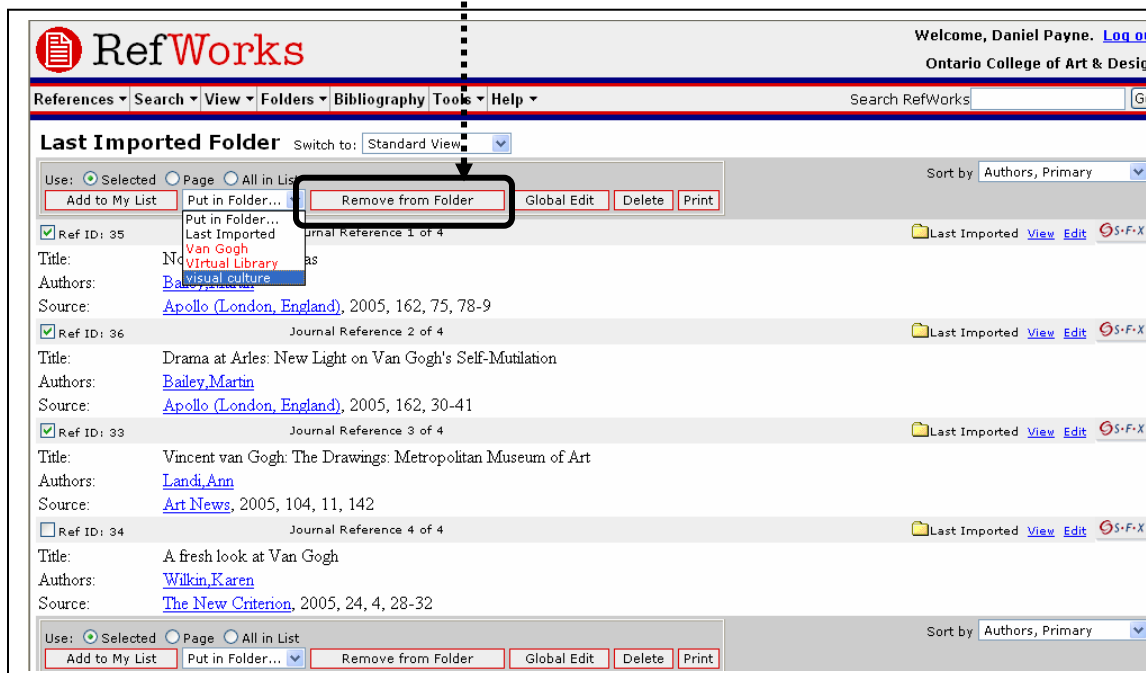 RefWorks
Welcome, Daniel Payne. Log
Ontario College of Art &
References Search View Folders Bibliography Tools Help Search RefWorks
Last Imported Folder Switch to: Standard View
Use: Selected Page All in List Sort by Authors, Primary
Add to My List Put in Folder... Remove from Folder Global Edit Delete Print
Put in Folder...
Last Imported
Van Gogh
VIrtual Library
visual culture
Ref ID: 35 Reference 1 of 4 Last Imported View Edit S·F·X
Title:
Authors:
Source: Apollo (London, England), 2005, 162, 75, 78-9
Ref ID: 36 Journal Reference 2 of 4 Last Imported View Edit S·F·X
Title: Drama at Arles: New Light on Van Gogh's Self-Mutilation
Authors: Bailey,Martin
Source: Apollo (London, England), 2005, 162, 30-41
Ref ID: 33 Journal Reference 3 of 4 Last Imported View Edit S·F·X
Title: Vincent van Gogh: The Drawings: Metropolitan Museum of Art
Authors: Landi,Ann
Source: Art News, 2005, 104, 11, 142
Ref ID: 34 Journal Reference 4 of 4 Last Imported View Edit S·F·X
Title: A fresh look at Van Gogh
Authors: Wilkin,Karen
Source: The New Criterion, 2005, 24, 4, 28-32
Use: Selected Page All in List Sort by Authors, Primary
Add to My List Put in Folder... Remove from Folder Global Edit Delete Print